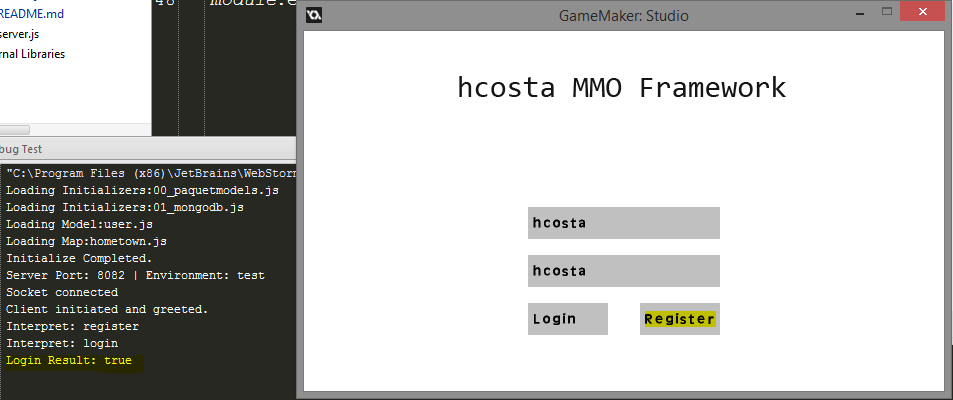 README.md
server.js
rnal Libraries
48
module.e
bug Test
"C:\Program Files (x86)\JetBrains\WebStorm
Loading Initializers:00_paquetmodels.js
Loading Initializers:01_mongodb.js
Loading Model:user.js
Loading Map:hometown.js
Initialize Completed.
Server Port: 8082 | Environment: test
Socket connected
Client initiated and greeted.
Interpret: register
Interpret: login
Login Result: true
GameMaker: Studio
hcosta MMO Framework
hcosta
hcosta
Login Register